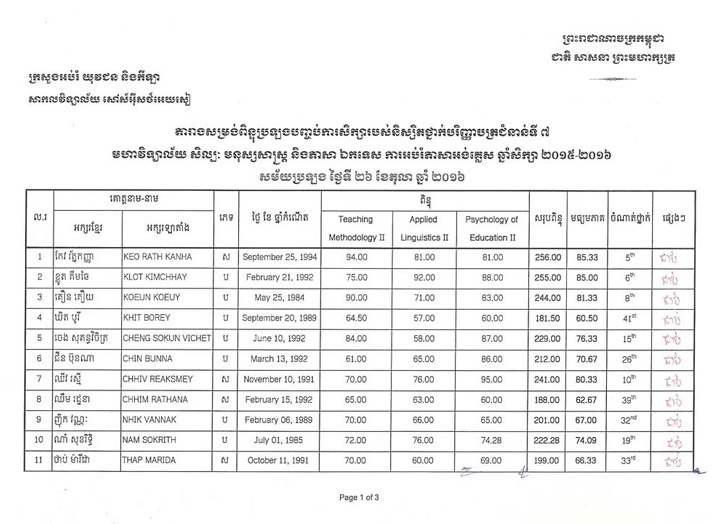 ព្រះរាជាណាចក្រកម្ពុជា
ជាតិ សាសនា ព្រះមហាក្សត្រ
ក្រសួងអប់រំ យុវជន និងកីឡា
សាកលវិទ្យាល័យ សៅស៍អ៊ីសថ៍អេយសៀ
តារាងសម្រង់ពិន្ទុប្រឡងបញ្ចប់ការសិក្សារបស់និស្សិតថ្នាក់បរិញ្ញាបត្រជំនាន់ទី ៧
មហាវិទ្យាល័យ សិល្បៈ មនុស្សសាស្ត្រ និងភាសា ឯកទេស ការអប់រំភាសាអង់គ្លេស ឆ្នាំសិក្សា ២០១៥-២០១៦
សម័យប្រឡង ថ្ងៃទី ២៦ ខែតុលា ឆ្នាំ ២០១៦
ល.រ គោត្តនាម-នាម ភេទ ថ្ងៃ ខែ ឆ្នាំកំណើត ពិន្ទុ សរុបពិន្ទុ មធ្យមភាគ ចំណាត់ថ្នាក់ ផ្សេងៗ
អក្សរខ្មែរ អក្សរឡាតាំង Teaching Methodology II Applied Linguistics II Psychology of Education II
1 កែវ រ័ត្នកញ្ញា KEO RATH KANHA ស September 25, 1994 94.00 81.00 81.00 256.00 85.33 5th ជាប់
2 ខ្លូត គីមឆៃ KLOT KIMCHHAY ប February 21, 1992 75.00 92.00 88.00 255.00 85.00 6th ជាប់
3 គឿន គឿយ KOEUN KOEUY ប May 25, 1984 90.00 71.00 83.00 244.00 81.33 8th ជាប់
4 ឃិត បូរី KHIT BOREY ប September 20, 1989 64.50 57.00 60.00 181.50 60.50 41st ជាប់
5 ចេង សុគន្ធវិចិត្រ CHENG SOKUN VICHET ប June 10, 1992 84.00 58.00 87.00 229.00 76.33 15th ជាប់
6 ជីន ប៊ុនណា CHIN BUNNA ប March 13, 1992 61.00 65.00 86.00 212.00 70.67 26th ជាប់
7 ឈីវ រស្មី CHHIV REAKSMEY ស November 10, 1991 70.00 76.00 95.00 241.00 80.33 10th ជាប់
8 ឈឹម រដ្ឋនា CHHIM RATHANA ស February 15, 1992 65.00 63.00 60.00 188.00 62.67 39th ជាប់
9 ញ៉ិក វណ្ណៈ NHIK VANNAK ប February 06, 1989 70.00 66.00 65.00 201.00 67.00 32nd ជាប់
10 ណាំ សុខរិទ្ធិ NAM SOKRITH ប July 01, 1985 72.00 76.00 74.28 222.28 74.09 19th ជាប់
11 ថាប់ ម៉ារីដា THAP MARIDA ស October 11, 1991 70.00 60.00 69.00 199.00 66.33 33rd ជាប់
Page 1 of 3